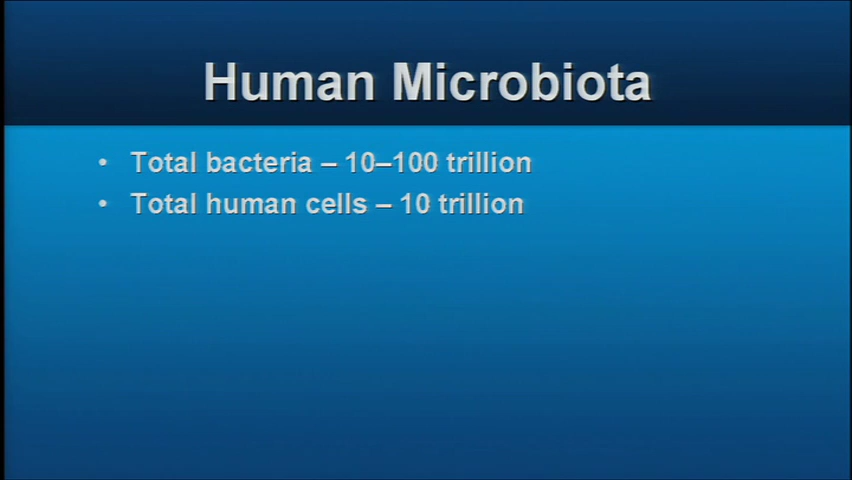 Human Microbiota
• Total bacteria – 10–100 trillion
• Total human cells – 10 trillion